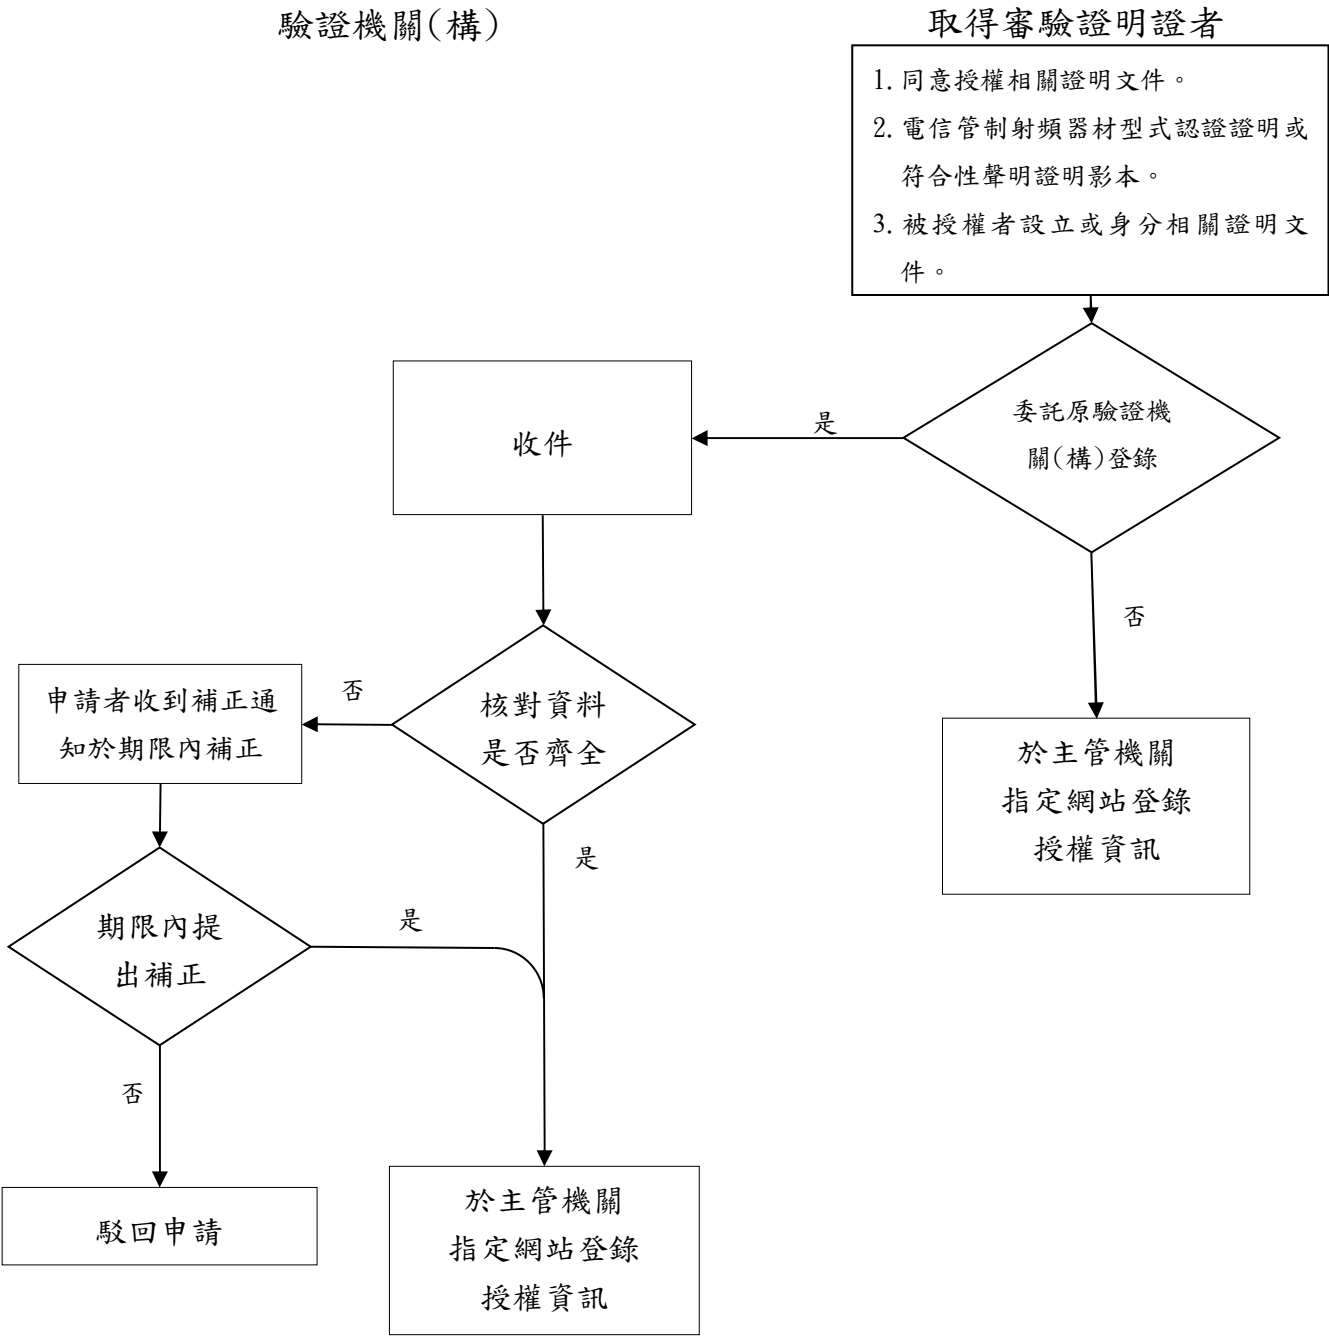 驗證機關(構)
取得審驗證明證者
1. 同意授權相關證明文件。
2. 電信管制射頻器材型式認證證明或
符合性聲明證明影本。
3. 被授權者設立或身分相關證明文
件。
委託原驗證機
關(構)登錄
是
收件
否
核對資料
是否齊全
否
申請者收到補正通
知於期限內補正
於主管機關
指定網站登錄
授權資訊
是
期限內提
出補正
是
否
駁回申請
於主管機關
指定網站登錄
授權資訊